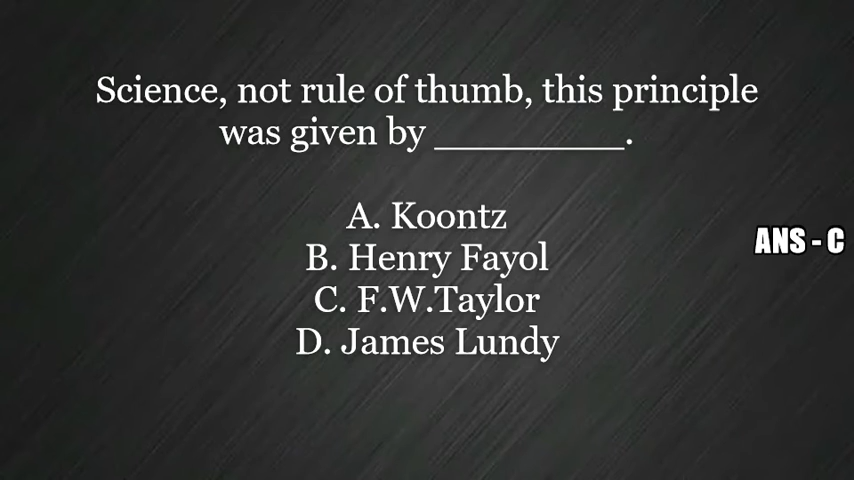 Science, not rule of thumb, this principle
was given by _________.
A. Koontz
B. Henry Fayol
C. F.W.Taylor
D. James Lundy
ANS - C